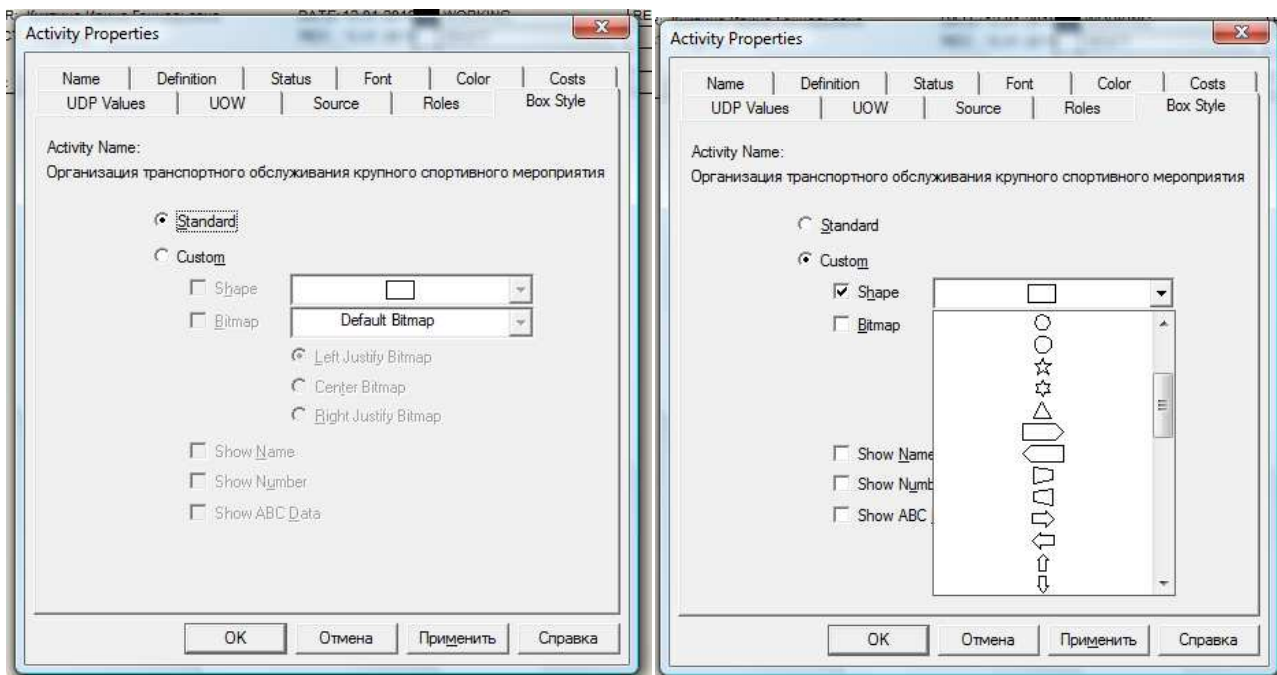 Activity Properties
Name Definition Status Font Color Costs
UDP Values UOW Source Roles Box Style
Activity Name:
Организация транспортного обслуживания крупного спортивного мероприятия
Standard
Custom
Shape
Bitmap Default Bitmap
Left Justify Bitmap
Center Bitmap
Right Justify Bitmap
Show Name
Show Number
Show ABC Data
OK Отмена Применить Справка
Activity Properties
Name Definition Status Font Color Costs
UDP Values UOW Source Roles Box Style
Activity Name:
Организация транспортного обслуживания крупного спортивного мероприятия
Standard
Custom
Shape
Bitmap
Show Name
Show Numb
Show ABC
OK Отмена Применить Справка